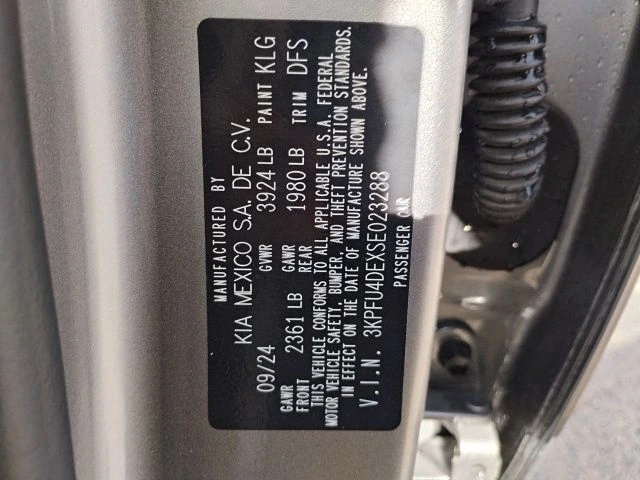 MANUFACTURED BY
KIA MEXICO S.A. DE C.V.
09/24 GVWR 3924 LB PAINT KLG
GAWR FRONT 2361 LB GAWR REAR 1980 LB TRIM DFS
THIS VEHICLE CONFORMS TO ALL APPLICABLE U.S.A. FEDERAL
MOTOR VEHICLE SAFETY, BUMPER, AND THEFT PREVENTION STANDARDS.
IN EFFECT ON THE DATE OF MANUFACTURE SHOWN ABOVE.
V.I.N. 3KPFU4DEXSE023288
PASSENGER CAR